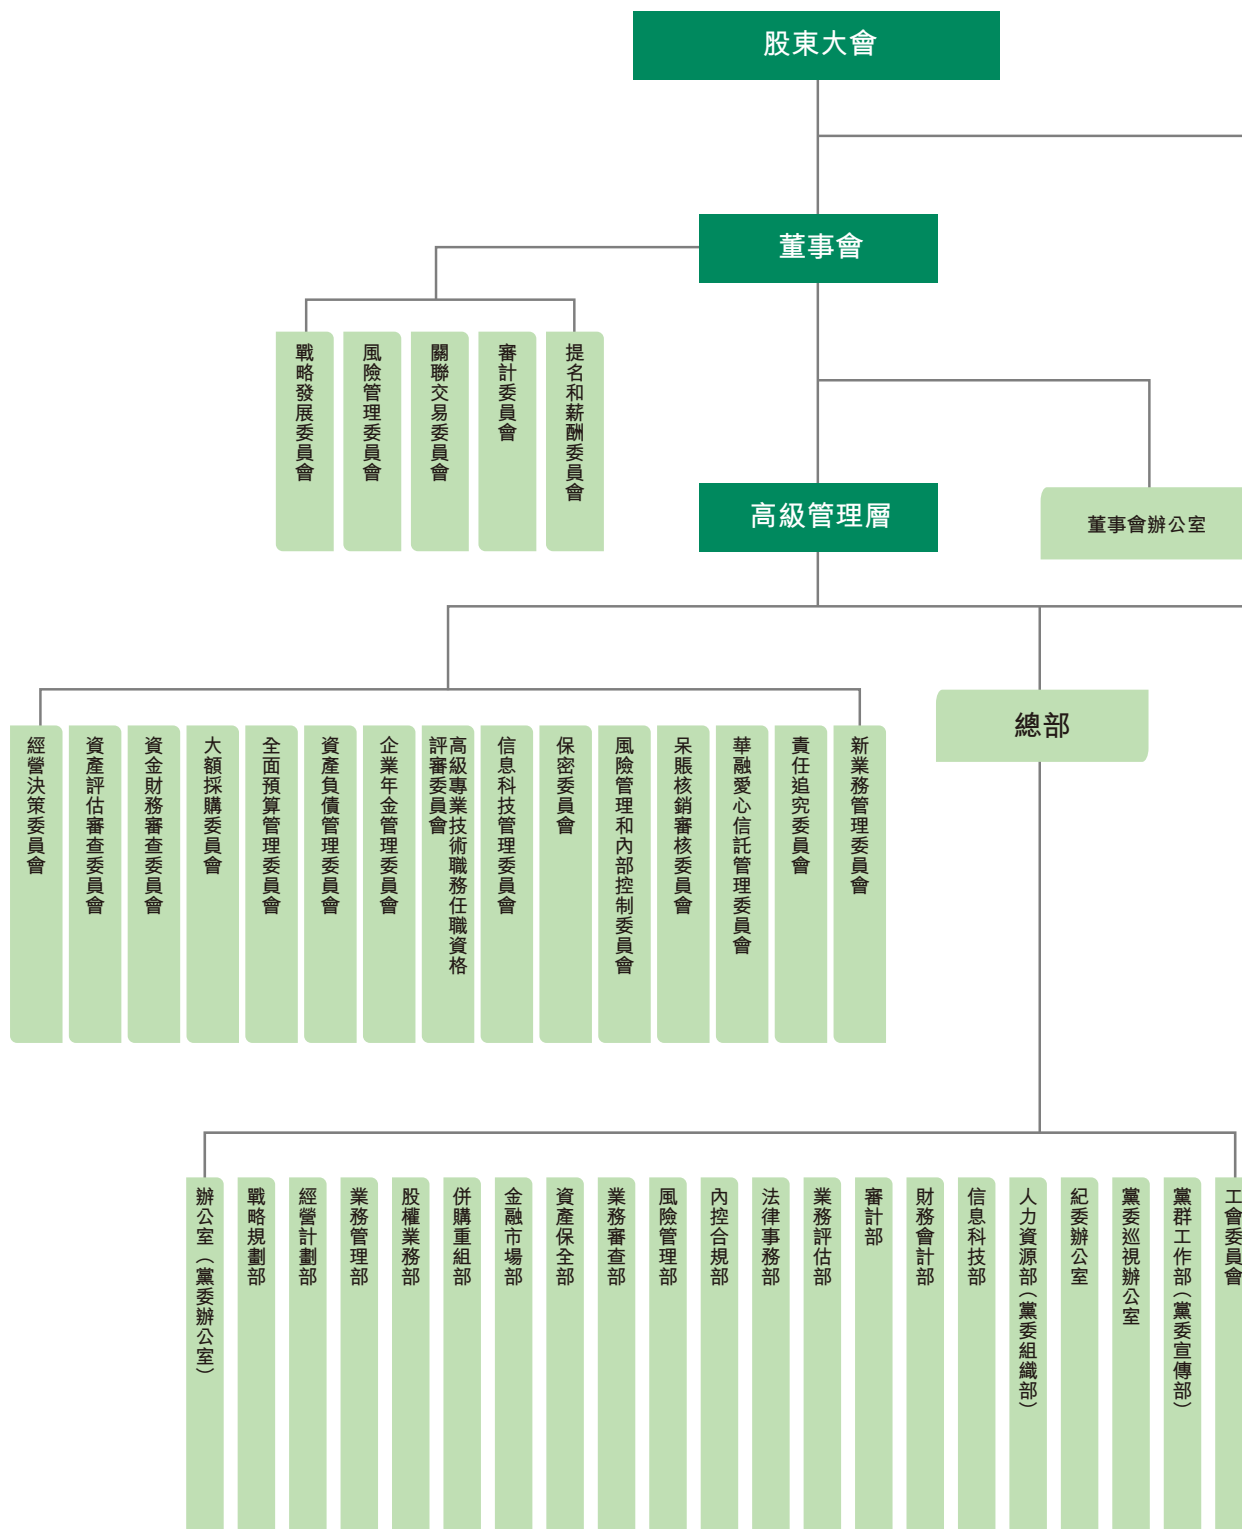 股東大會
董事會
戰略發展委員會
風險管理委員會
關聯交易委員會
審計委員會
提名和薪酬委員會
高級管理層
董事會辦公室
總部
經營決策委員會
資產評估審查委員會
資金財務審查委員會
大額採購委員會
全面預算管理委員會
資產負債管理委員會
企業年金管理委員會
高級專業技術職務任職資格
評審委員會
信息科技管理委員會
保密委員會
風險管理和內部控制委員會
呆賬核銷審核委員會
華融愛心信託管理委員會
責任追究委員會
新業務管理委員會
辦公室（黨委辦公室）
戰略規劃部
經營計劃部
業務管理部
股權業務部
併購重組部
金融市場部
資產保全部
業務審查部
風險管理部
內控合規部
法律事務部
業務評估部
審計部
財務會計部
信息科技部
人力資源部（黨委組織部）
紀委辦公室
黨委巡視辦公室
黨群工作部（黨委宣傳部）
工會委員會